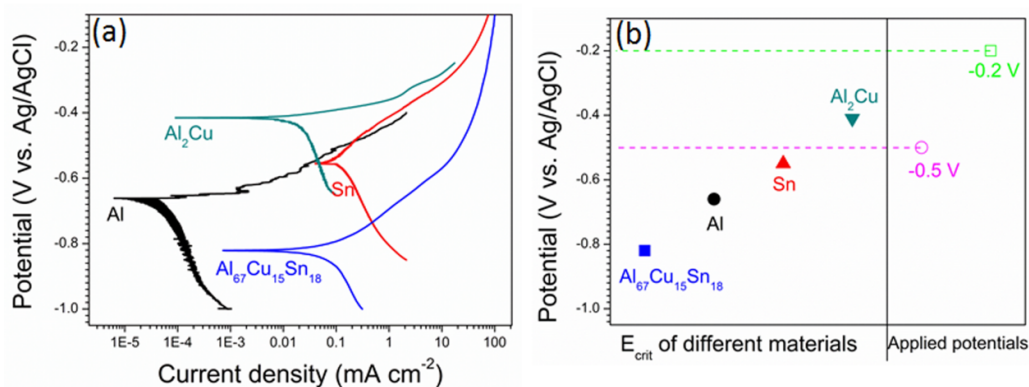 (a)
Potential (V vs. Ag/AgCl)
-0.2
-0.4
-0.6
-0.8
-1.0
Al₂Cu
Sn
Al
Al₆₇Cu₁₅Sn₁₈
1E-5 1E-4 1E-3 0.01 0.1 1 10 100
Current density (mA cm⁻²)
(b)
Potential (V vs. Ag/AgCl)
-0.2
-0.4
-0.6
-0.8
-1.0
-0.2 V
Al₂Cu
-0.5 V
Sn
Al
Al₆₇Cu₁₅Sn₁₈
E_crit of different materials
Applied potentials